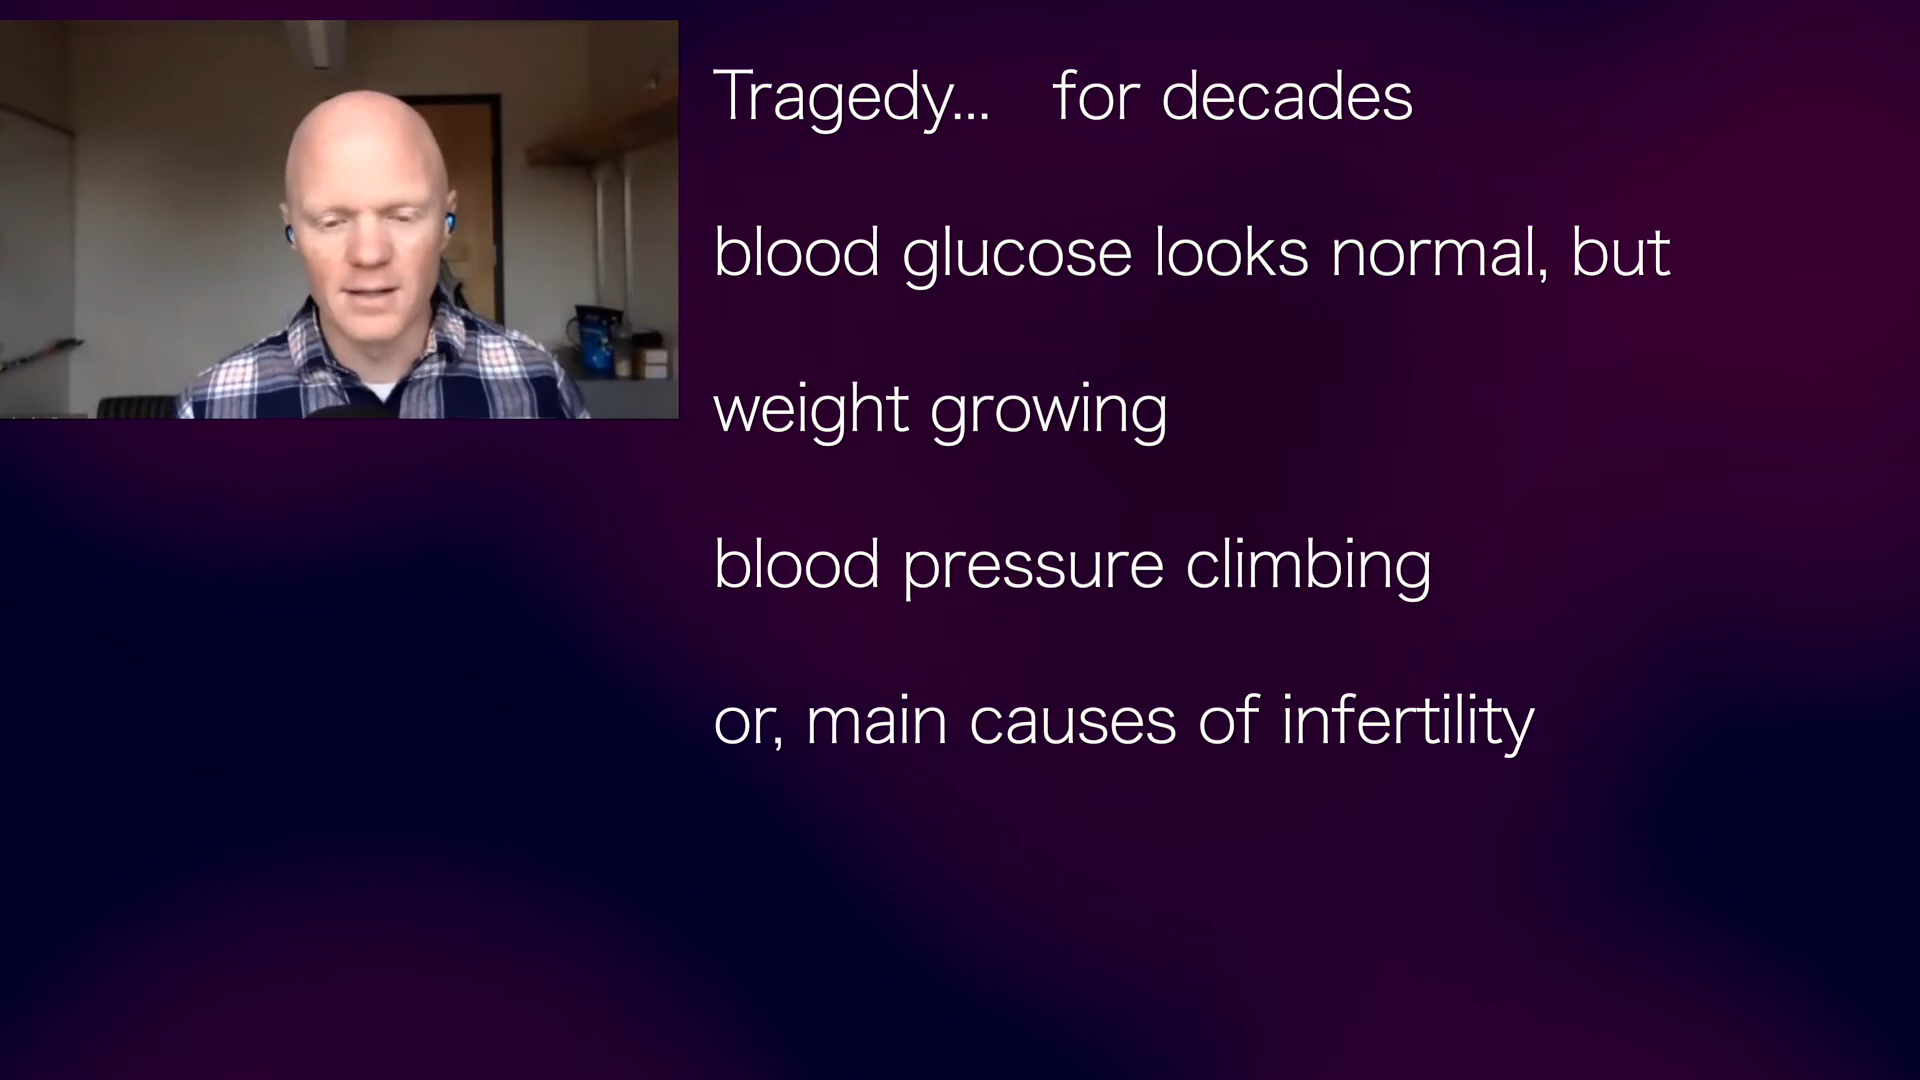 Tragedy... for decades
blood glucose looks normal, but
weight growing
blood pressure climbing
or, main causes of infertility